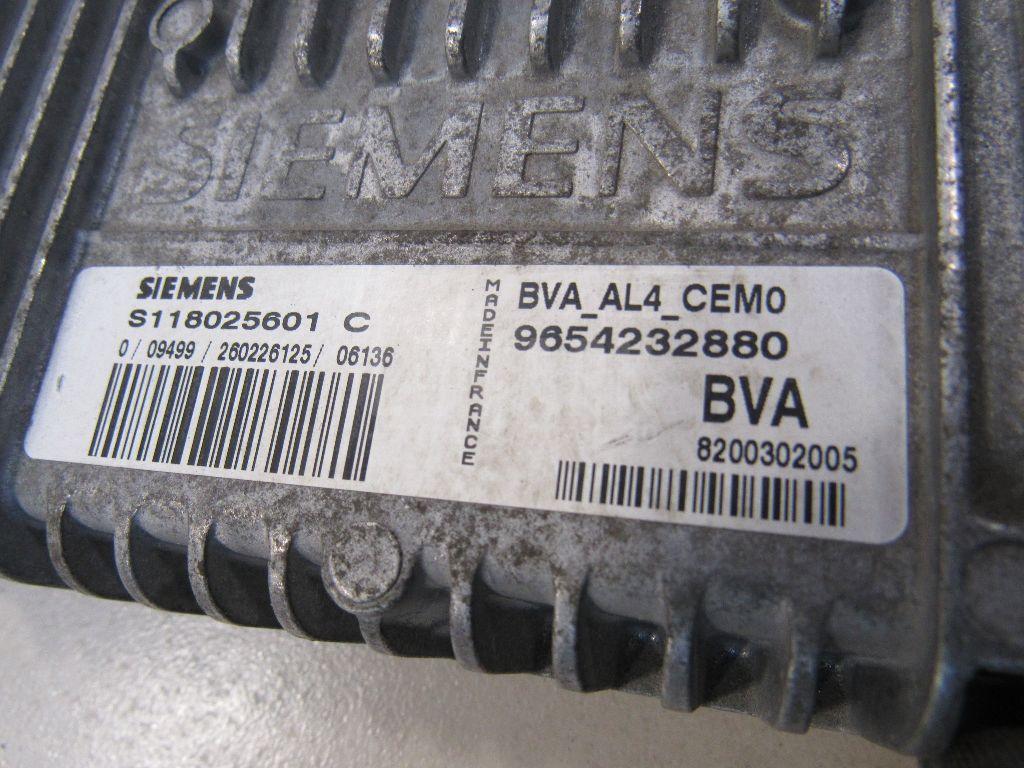 SIEMENS
SIEMENS
S118025601 C
0/ 09499 / 260226125/ 06136
MADEINFRANCE
BVA_AL4_CEM0
9654232880
BVA
8200302005